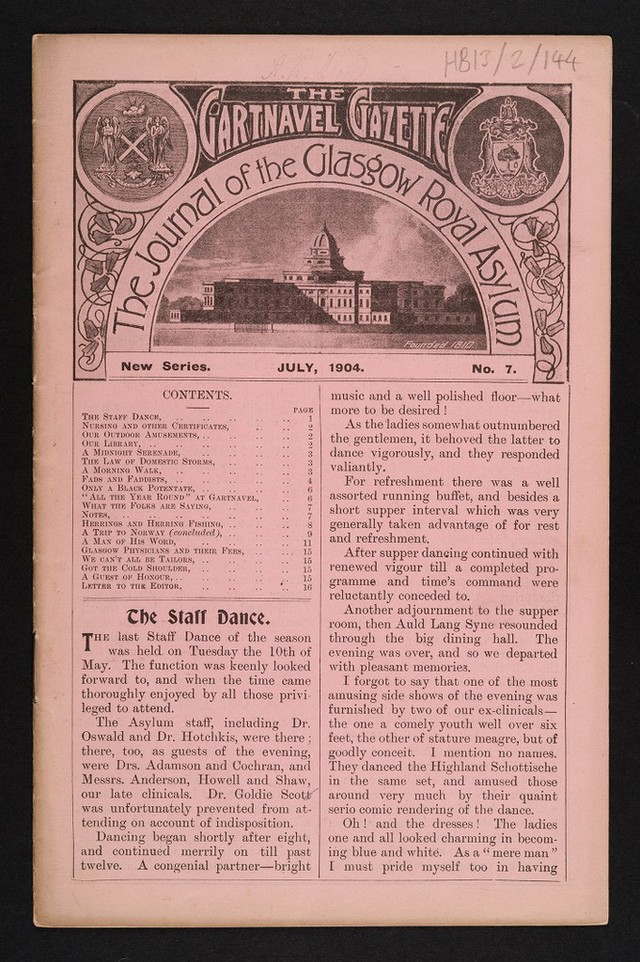 HB13/2/144
THE
GARTNAVEL GAZETTE
The Journal of the Glasgow Royal Asylum
Founded 1810.
New Series. JULY, 1904. No. 7.
CONTENTS.
PAGE
THE STAFF DANCE, .. .. .. .. 1
NURSING AND OTHER CERTIFICATES, .. .. 2
OUR OUTDOOR AMUSEMENTS, .. .. .. .. 2
OUR LIBRARY, .. .. .. .. .. 2
A MIDNIGHT SERENADE, .. .. .. .. 3
THE LAW OF DOMESTIC STORMS, .. .. .. 3
A MORNING WALK, .. .. .. .. 3
FADS AND FADDISTS, .. .. .. .. 4
ONLY A BLACK POTENTATE, .. .. .. .. 6
"ALL THE YEAR ROUND" AT GARTNAVEL, .. .. 6
WHAT THE FOLKS ARE SAYING, .. .. .. 7
NOTES, .. .. .. .. .. 7
HERRINGS AND HERRING FISHING, .. .. .. 8
A TRIP TO NORWAY (concluded), .. .. .. 9
A MAN OF HIS WORD, .. .. .. .. 11
GLASGOW PHYSICIANS AND THEIR FEES, .. .. 15
WE CAN'T ALL BE TAILORS, .. .. .. .. 15
GOT THE COLD SHOULDER, .. .. .. .. 15
A GUEST OF HONOUR, .. .. .. .. 15
LETTER TO THE EDITOR, .. .. .. .. 16
The Staff Dance.
THE last Staff Dance of the season
was held on Tuesday the 10th of
May. The function was keenly looked
forward to, and when the time came
thoroughly enjoyed by all those privi-
leged to attend.
The Asylum staff, including Dr.
Oswald and Dr. Hotchkis, were there;
there, too, as guests of the evening,
were Drs. Adamson and Cochran, and
Messrs. Anderson, Howell and Shaw,
our late clinicals. Dr. Goldie Scott
was unfortunately prevented from at-
tending on account of indisposition.
Dancing began shortly after eight,
and continued merrily on till past
twelve. A congenial partner—bright
music and a well polished floor—what
more to be desired!
As the ladies somewhat outnumbered
the gentlemen, it behoved the latter to
dance vigorously, and they responded
valiantly.
For refreshment there was a well
assorted running buffet, and besides a
short supper interval which was very
generally taken advantage of for rest
and refreshment.
After supper dancing continued with
renewed vigour till a completed pro-
gramme and time's command were
reluctantly conceded to.
Another adjournment to the supper
room, then Auld Lang Syne resounded
through the big dining hall. The
evening was over, and so we departed
with pleasant memories.
I forgot to say that one of the most
amusing side shows of the evening was
furnished by two of our ex-clinicals—
the one a comely youth well over six
feet, the other of stature meagre, but of
goodly conceit. I mention no names.
They danced the Highland Schottische
in the same set, and amused those
around very much by their quaint
serio comic rendering of the dance.
Oh! and the dresses! The ladies
one and all looked charming in becom-
ing blue and white. As a "mere man"
I must pride myself too in having